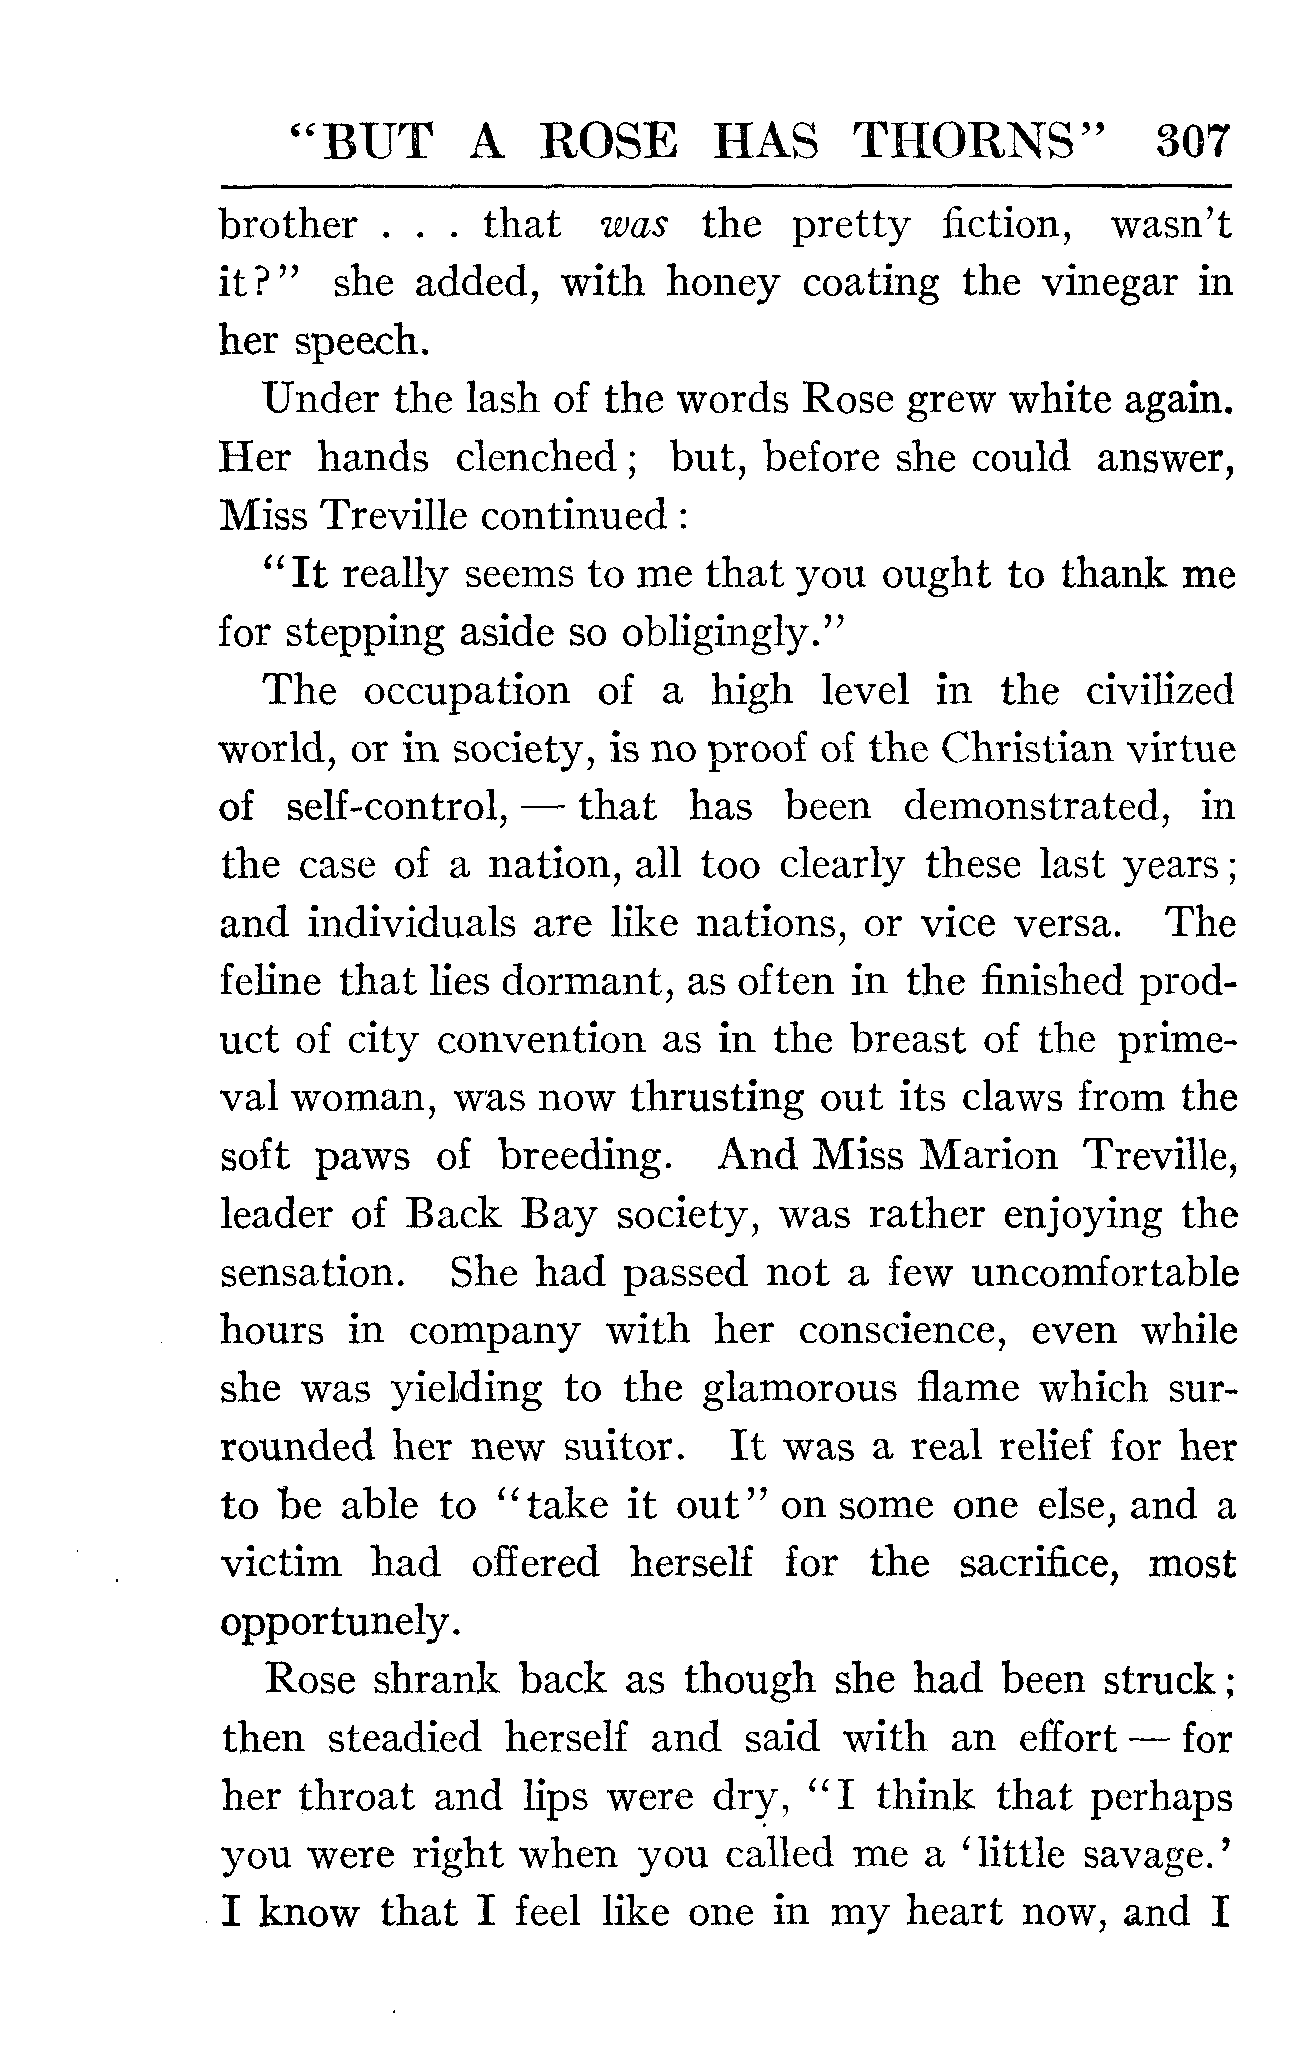 "BUT A ROSE HAS THORNS" 307
brother . . . that was the pretty fiction, wasn't
it?" she added, with honey coating the vinegar in
her speech.
Under the lash of the words Rose grew white again.
Her hands clenched; but, before she could answer,
Miss Treville continued:
"It really seems to me that you ought to thank me
for stepping aside so obligingly."
The occupation of a high level in the civilized
world, or in society, is no proof of the Christian virtue
of self-control, — that has been demonstrated, in
the case of a nation, all too clearly these last years;
and individuals are like nations, or vice versa. The
feline that lies dormant, as often in the finished prod-
uct of city convention as in the breast of the prime-
val woman, was now thrusting out its claws from the
soft paws of breeding. And Miss Marion Treville,
leader of Back Bay society, was rather enjoying the
sensation. She had passed not a few uncomfortable
hours in company with her conscience, even while
she was yielding to the glamorous flame which sur-
rounded her new suitor. It was a real relief for her
to be able to "take it out" on some one else, and a
victim had offered herself for the sacrifice, most
opportunely.
Rose shrank back as though she had been struck;
then steadied herself and said with an effort — for
her throat and lips were dry, "I think that perhaps
you were right when you called me a 'little savage.'
I know that I feel like one in my heart now, and I